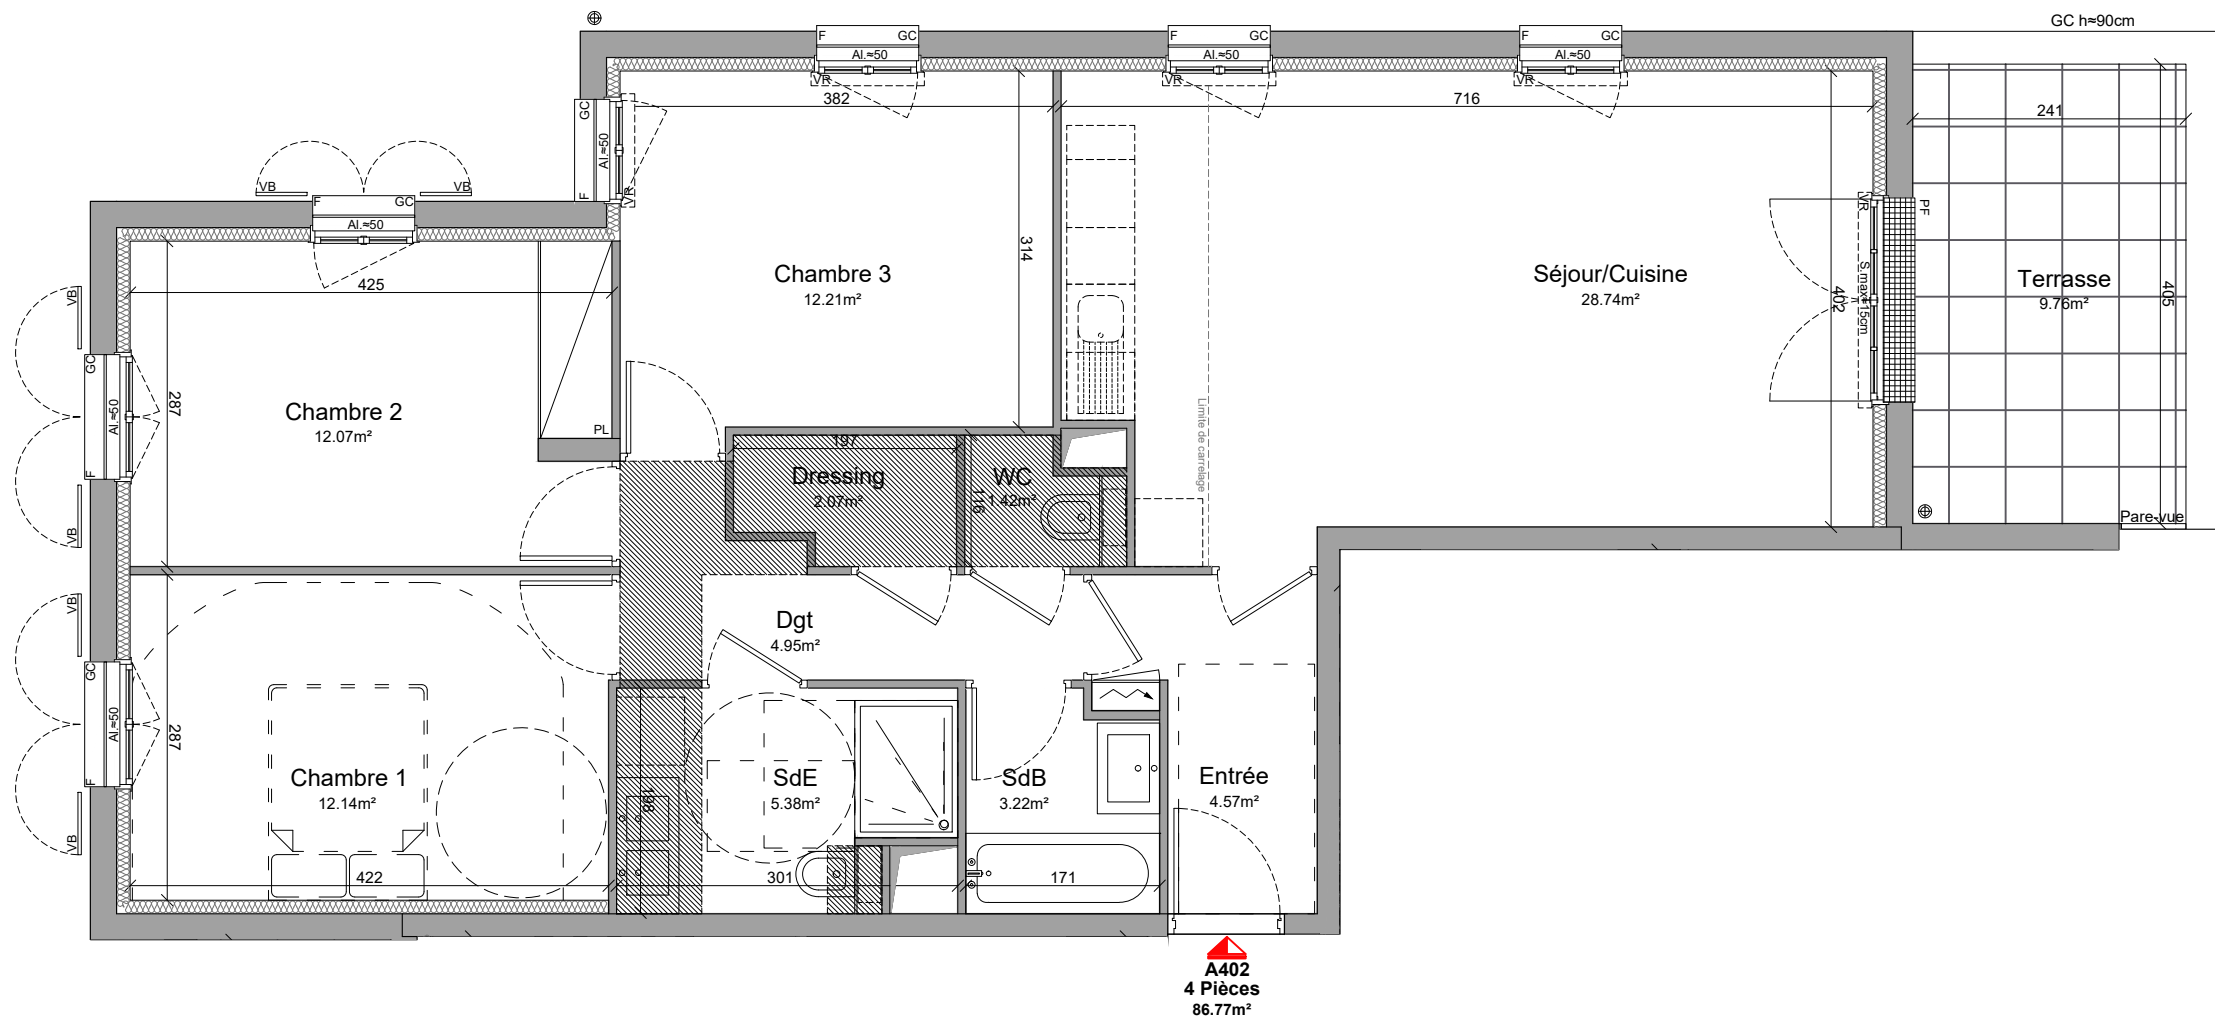 GC h≈90cm
F GC
Al.≈50
VR
F GC
Al.≈50
VR
F GC
Al.≈50
VR
382
716
241
GC
Al.≈50
F
VR
VB
VB
F GC
Al.≈50
425
314
Chambre 3
12.21m²
Séjour/Cuisine
28.74m²
402
VR
S max=15cm
PF
Terrasse
9.76m²
405
VB
GC
Al.≈50
F
VB
287
Chambre 2
12.07m²
PL
Limite de carrelage
197
Dressing
2.07m²
WC
1.42m²
116
Pare-vue
VB
GC
Al.≈50
F
VB
287
Dgt
4.95m²
Chambre 1
12.14m²
198
SdE
5.38m²
SdB
3.22m²
Entrée
4.57m²
422
301
171
A402
4 Pièces
86.77m²